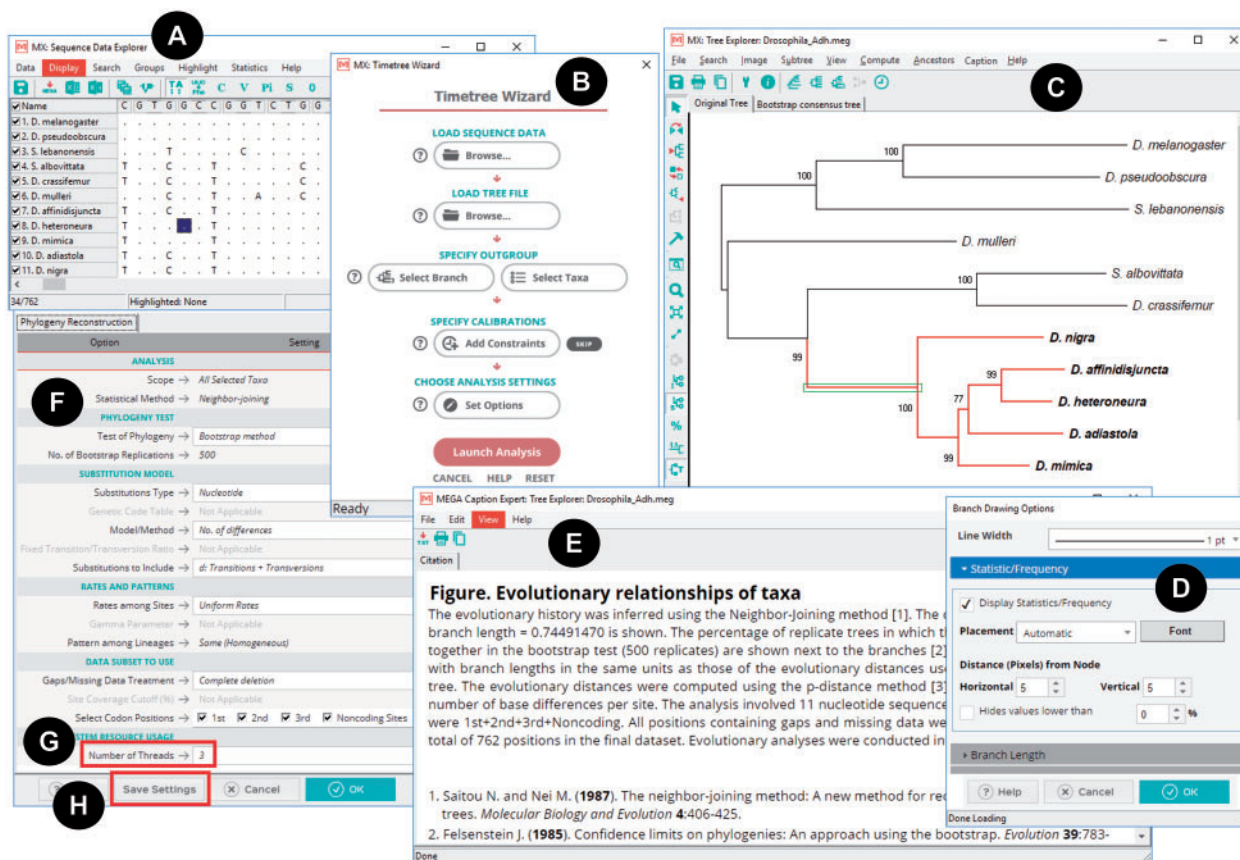 A
MX: Sequence Data Explorer
Data Display Search Groups Highlight Statistics Help
C V Pi S 0
Name C G T G G C C G G T C T G G
1. D. melanogaster . . . . . . . . . . . . . .
2. D. pseudoobscura . . . . . . . . . . . . . .
3. S. lebanonensis . . T . . . . G . . . . .
4. S. albovittata T . . C . . T . . . . . C .
5. D. crassifemur T . . C . . T . . . . . . .
6. D. mulleri T . . C . . T . . A . . C .
7. D. affinidisjuncta T . . C . . T . . . . . . .
8. D. heteroneura T . . . . . T . . . . . . .
9. D. mimica T . . . . . T . . . . . . .
10. D. adiastola T . . C . . T . . . . . . .
11. D. nigra T . . C . . T . . . . . . .
34/762 Highlighted: None
B
MX: Timetree Wizard
Timetree Wizard
LOAD SEQUENCE DATA
Browse...
LOAD TREE FILE
Browse...
SPECIFY OUTGROUP
Select Branch Select Taxa
SPECIFY CALIBRATIONS
Add Constraints SKIP
CHOOSE ANALYSIS SETTINGS
Set Options
Launch Analysis
CANCEL HELP RESET
Ready
C
MX: Tree Explorer: Drosophila_Adh.meg
File Search Image Subtree View Compute Ancestors Caption Help
Original Tree Bootstrap consensus tree
100 D. melanogaster
100 D. pseudoobscura
S. lebanonensis
D. mulleri
100 S. albovittata
D. crassifemur
99 D. nigra
99 D. affinidisjuncta
100 77 D. heteroneura
D. adiastola
99 D. mimica
F
Phylogeny Reconstruction
Option Setting
ANALYSIS
Scope → All Selected Taxa
Statistical Method → Neighbor-joining
PHYLOGENY TEST
Test of Phylogeny → Bootstrap method
No. of Bootstrap Replications → 500
SUBSTITUTION MODEL
Substitutions Type → Nucleotide
Genetic Code Table → Not Applicable
Model/Method → No. of differences
Fixed Transition/Transversion Ratio → Not Applicable
Substitutions to Include → d: Transitions + Transversions
RATES AND PATTERNS
Rates among Sites → Uniform Rates
Gamma Parameter → Not Applicable
Pattern among Lineages → Same (Homogeneous)
DATA SUBSET TO USE
Gaps/Missing Data Treatment → Complete deletion
Site Coverage Cutoff (%) → Not Applicable
Select Codon Positions → 1st 2nd 3rd Noncoding Sites
G
STEM RESOURCE USAGE
Number of Threads → 3
H
Save Settings Cancel OK
E
MEGA Caption Expert: Tree Explorer: Drosophila_Adh.meg
File Edit View Help
Citation
Figure. Evolutionary relationships of taxa
The evolutionary history was inferred using the Neighbor-Joining method [1]. The
branch length = 0.74491470 is shown. The percentage of replicate trees in which
together in the bootstrap test (500 replicates) are shown next to the branches [2]
with branch lengths in the same units as those of the evolutionary distances
tree. The evolutionary distances were computed using the p-distance method [3]
number of base differences per site. The analysis involved 11 nucleotide
were 1st+2nd+3rd+Noncoding. All positions containing gaps and missing data
total of 762 positions in the final dataset. Evolutionary analyses were conducted in
1. Saitou N. and Nei M. (1987). The neighbor-joining method: A new method for
trees. Molecular Biology and Evolution 4:406-425.
2. Felsenstein J. (1985). Confidence limits on phylogenies: An approach using the bootstrap. Evolution 39:783-
Done
D
Branch Drawing Options
Line Width 1 pt
Statistic/Frequency
Display Statistics/Frequency
Placement Automatic Font
Distance (Pixels) from Node
Horizontal 5 Vertical 5
Hides values lower than 0 %
Branch Length
Help Cancel OK
Done Loading